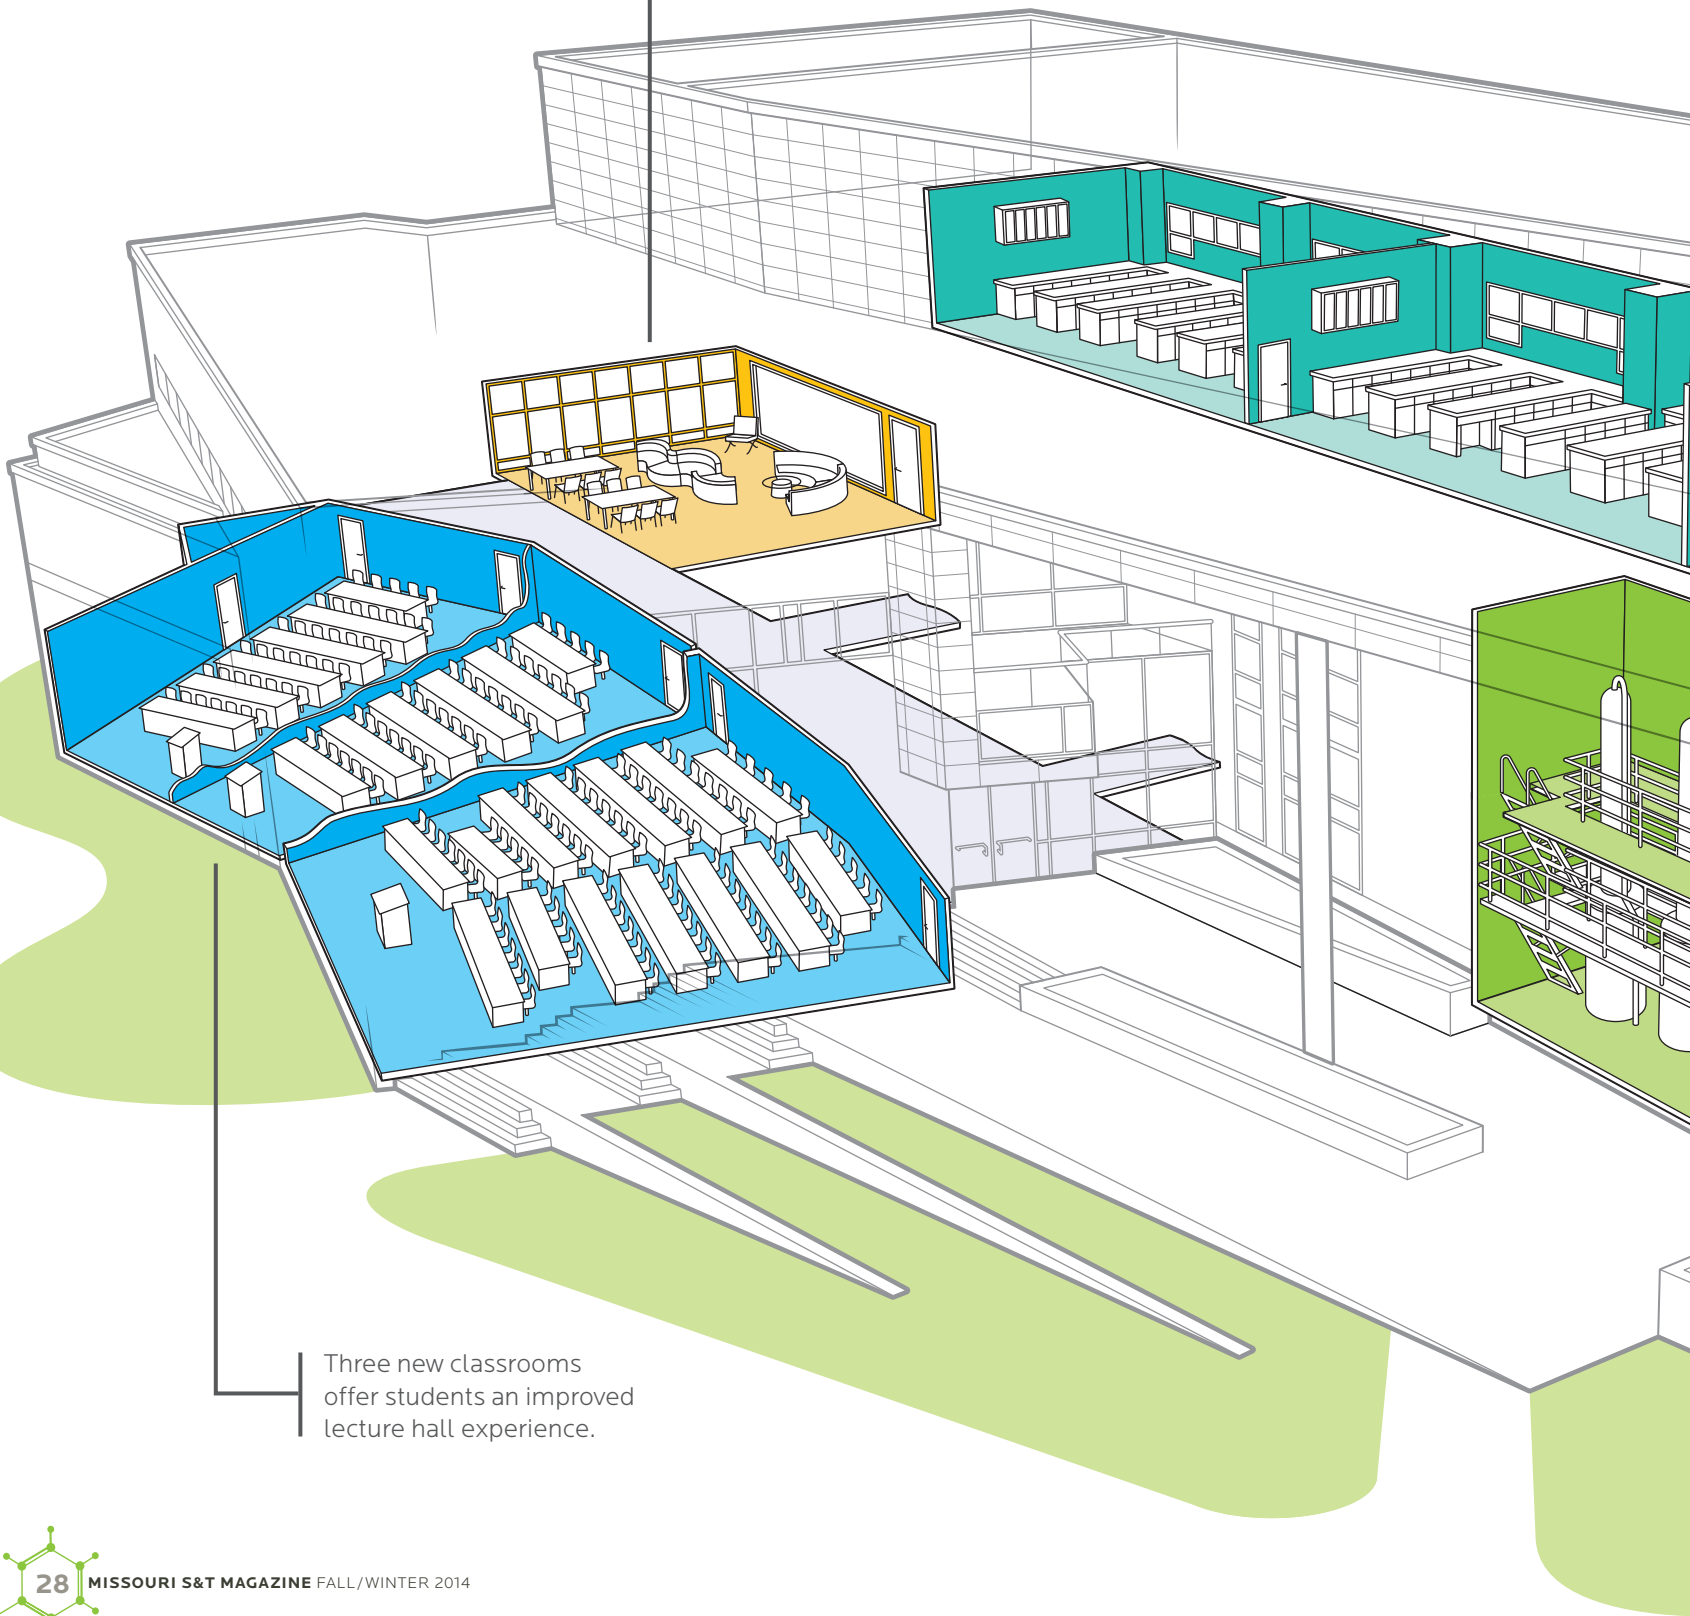 Three new classrooms
offer students an improved
lecture hall experience.
28 MISSOURI S&T MAGAZINE FALL/WINTER 2014